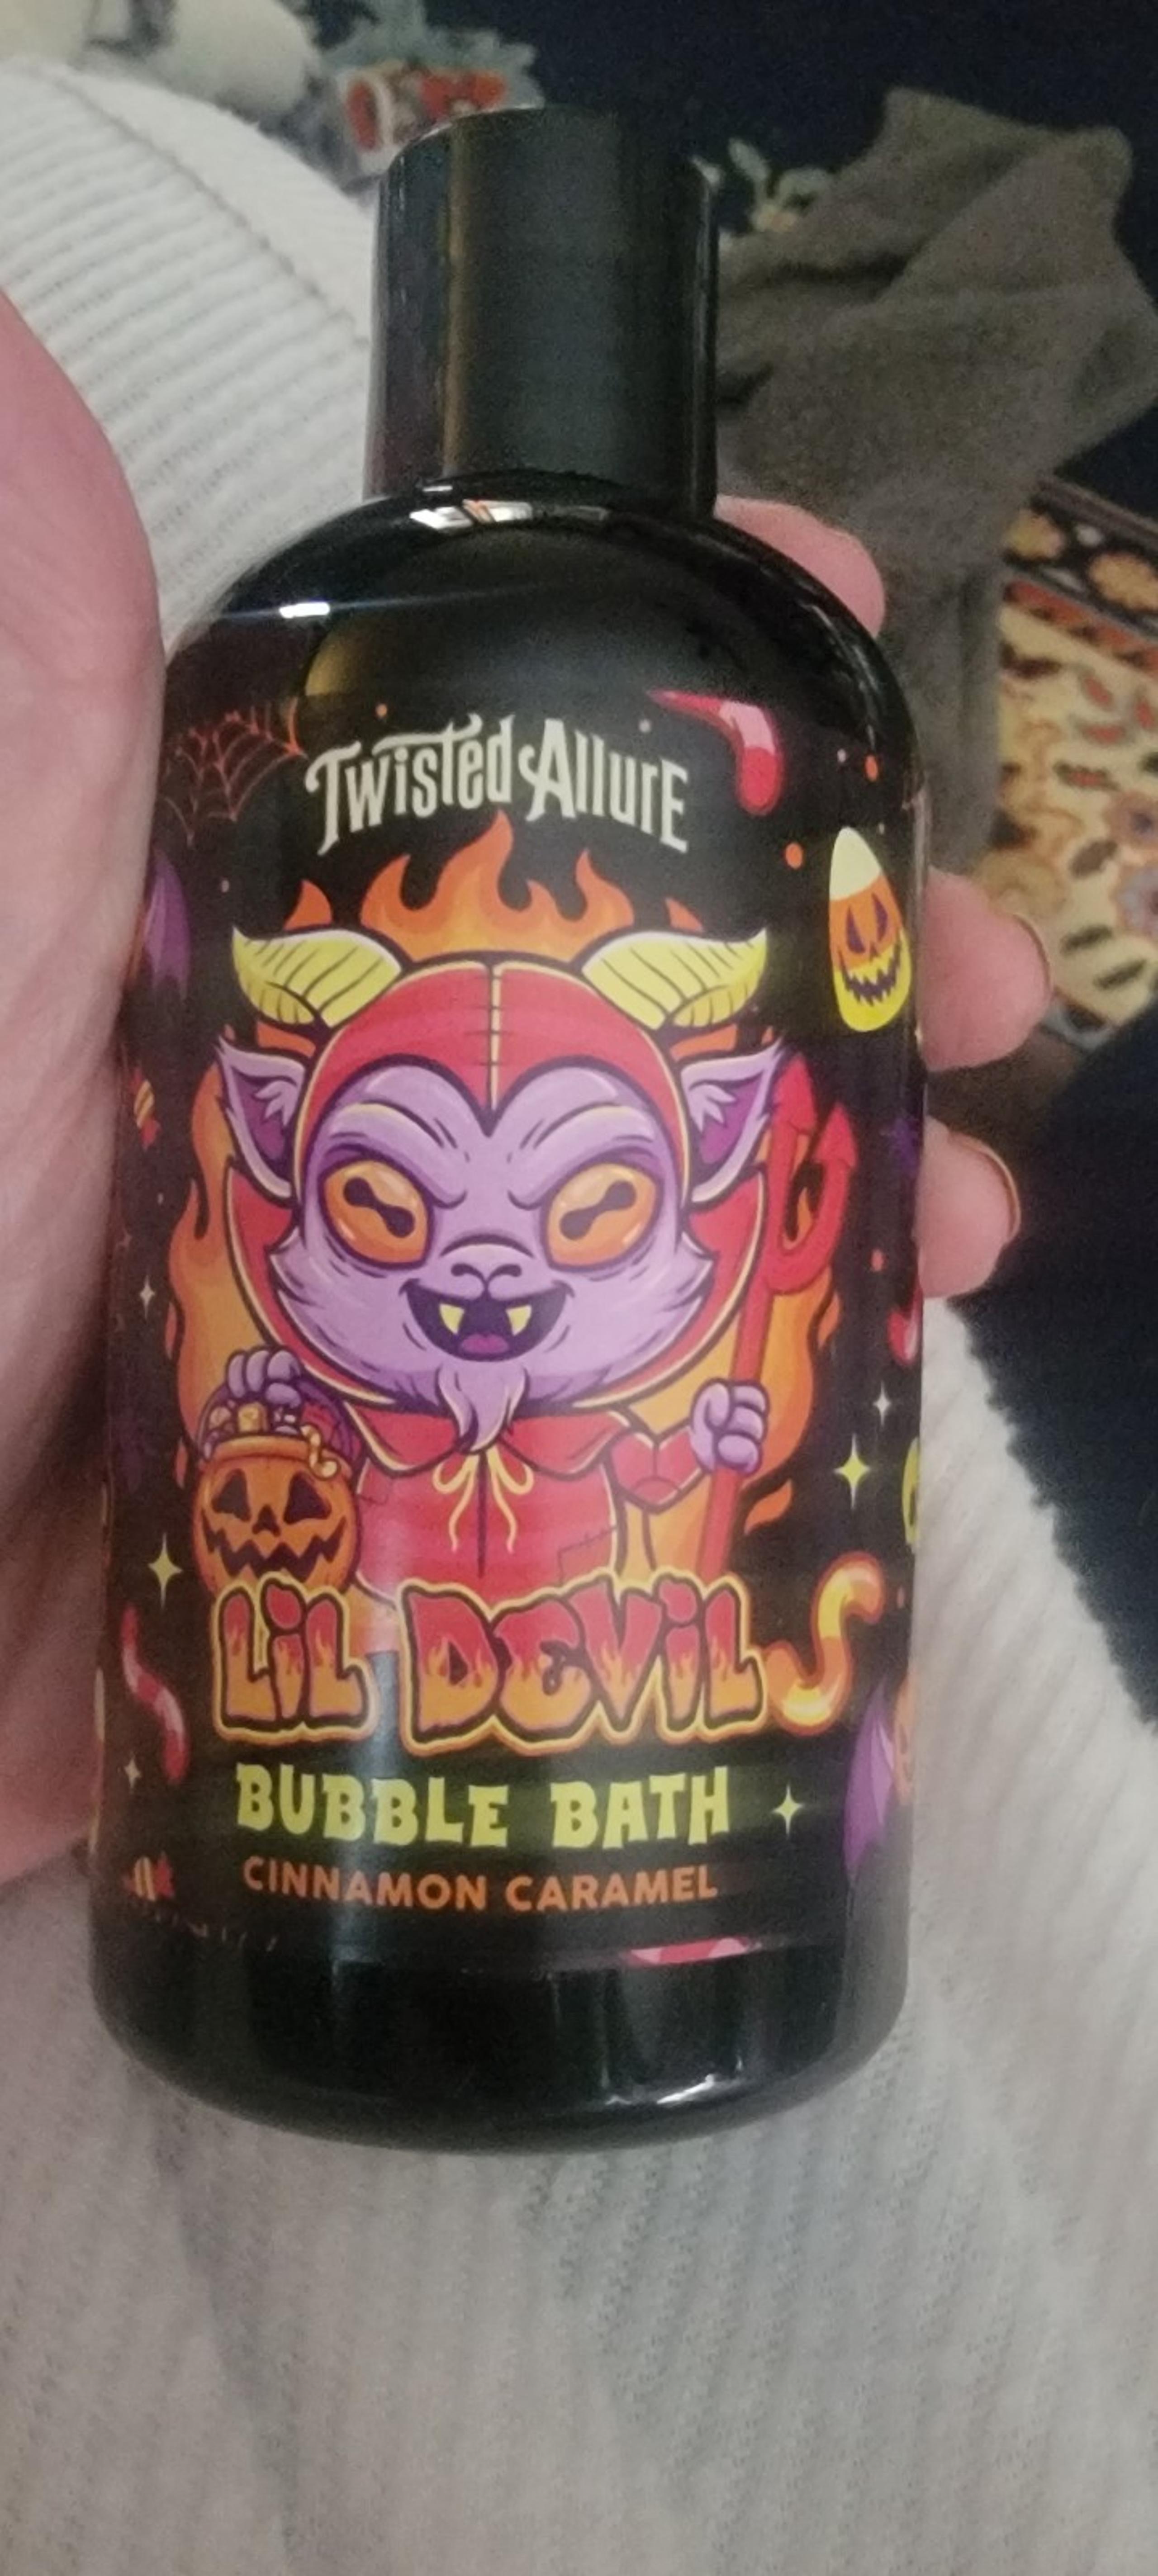 Twisted Allure
LiL DEViL
BUBBLE BATH
CINNAMON CARAMEL